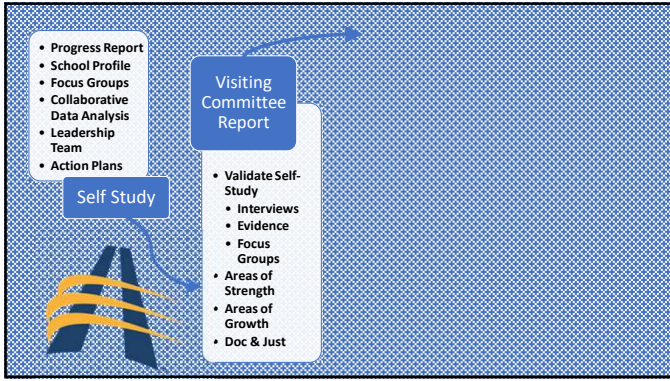 • Progress Report
• School Profile
• Focus Groups
• Collaborative
Data Analysis
• Leadership
Team
• Action Plans
Self Study
Visiting
Committee
Report
• Validate Self-
Study
• Interviews
• Evidence
• Focus
Groups
• Areas of
Strength
• Areas of
Growth
• Doc & Just